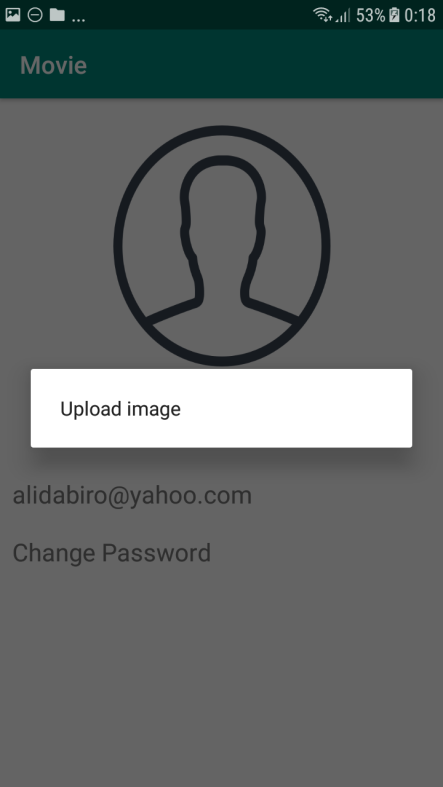 ... 53% 0:18
Movie
Upload image
alidabiro@yahoo.com
Change Password